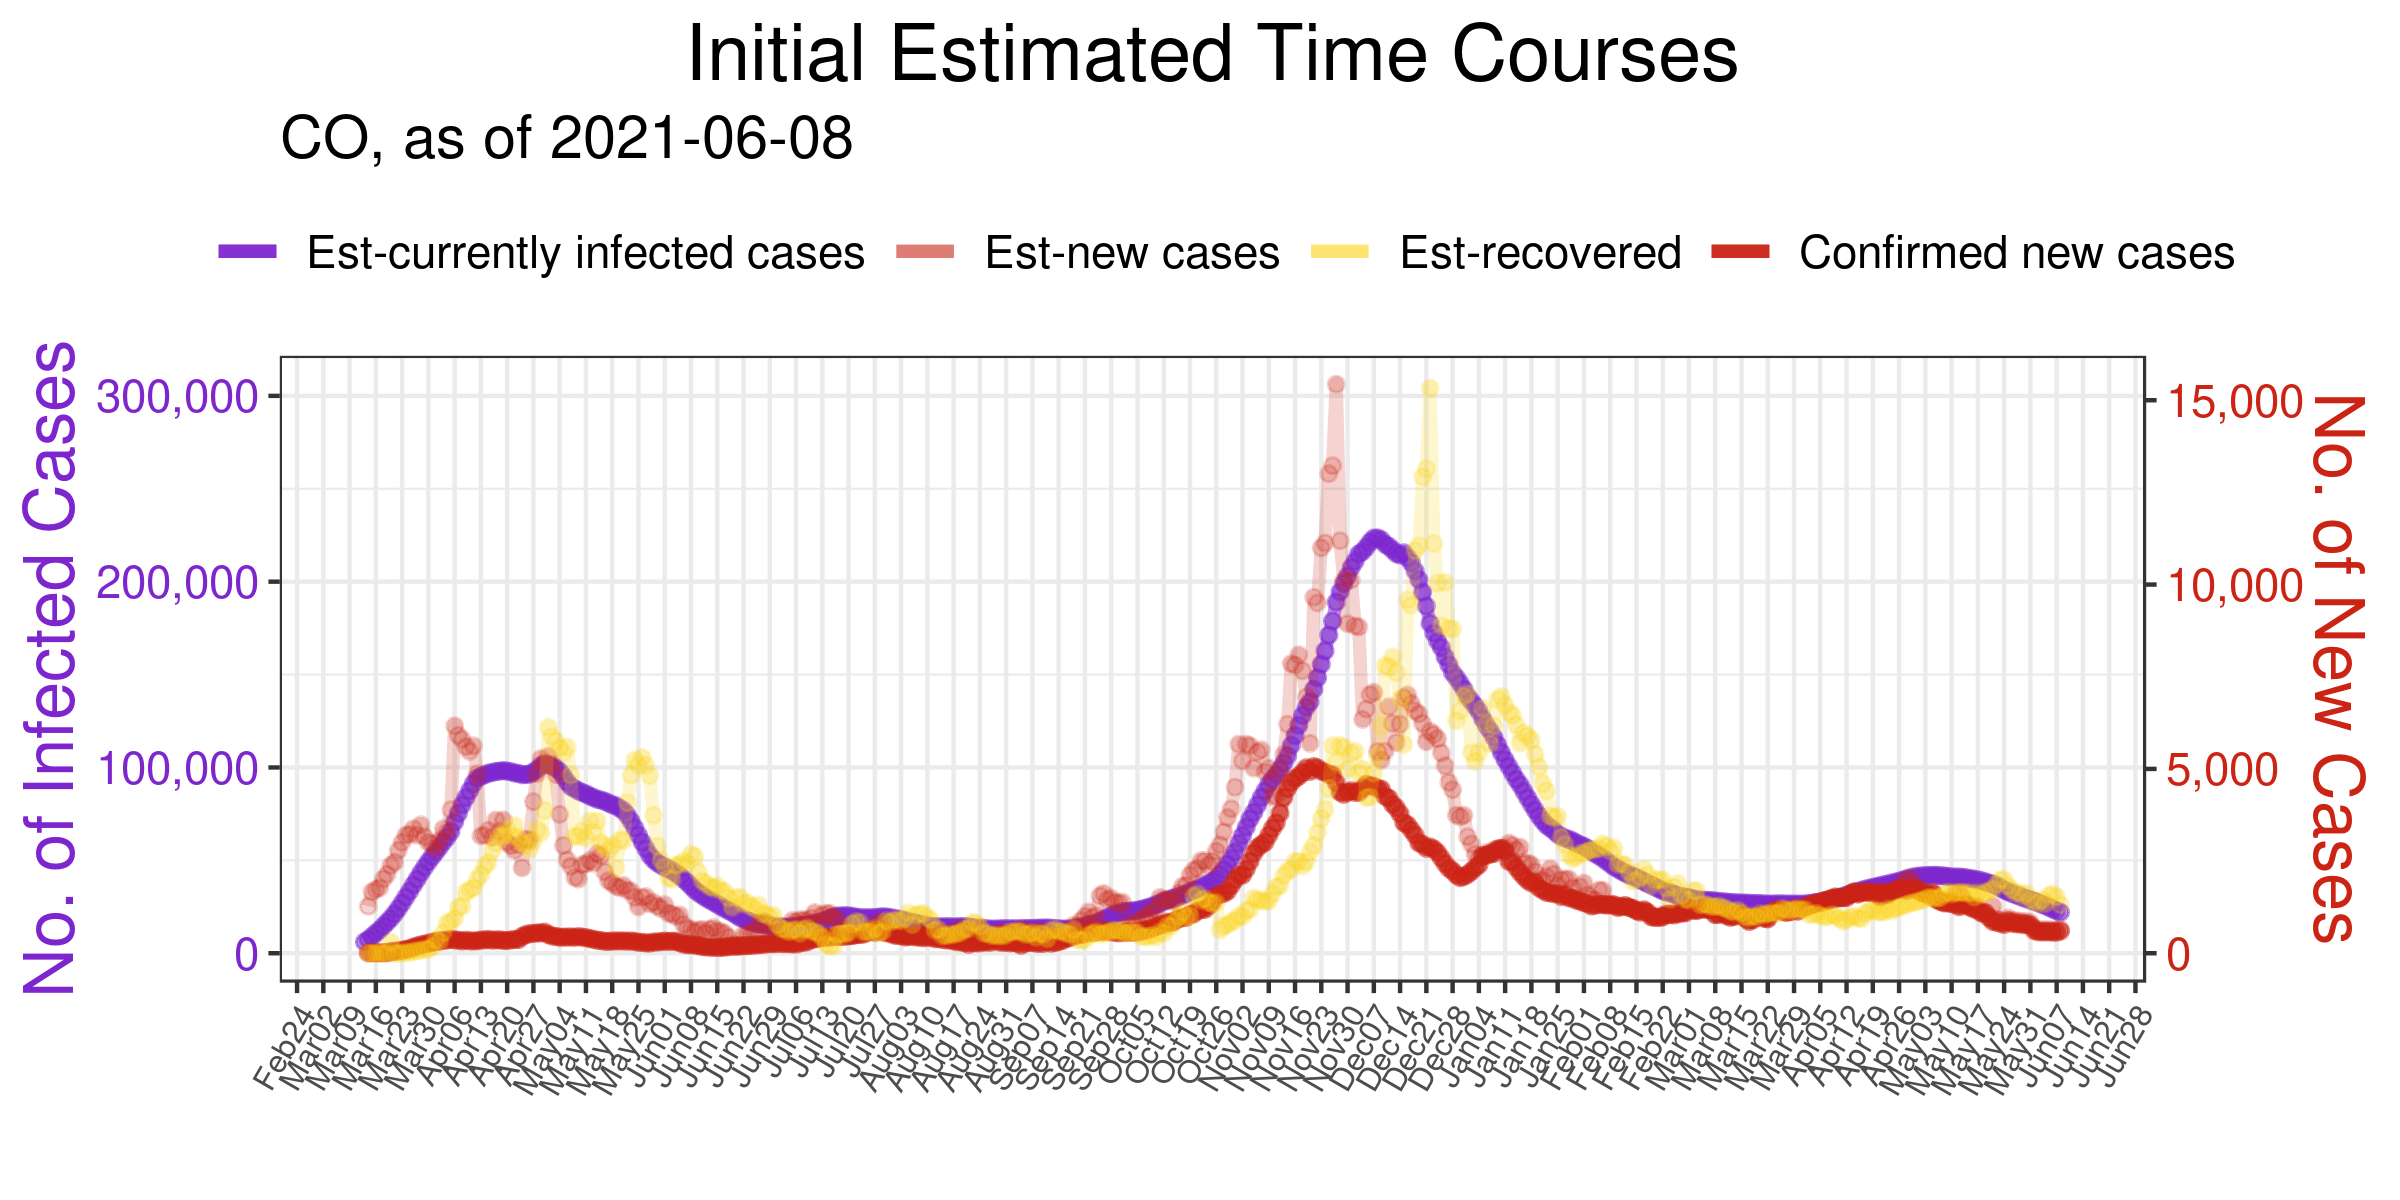 Initial Estimated Time Courses
CO, as of 2021-06-08
Est-currently infected cases
Est-new cases
Est-recovered
Confirmed new cases
No. of Infected Cases
300,000
200,000
100,000
0
15,000
10,000
5,000
0
No. of New Cases
Feb24
Mar02
Mar09
Mar16
Mar23
Mar30
Apr06
Apr13
Apr20
Apr27
May04
May11
May18
May25
Jun01
Jun08
Jun15
Jun22
Jun29
Jul06
Jul13
Jul20
Jul27
Aug03
Aug10
Aug17
Aug24
Aug31
Sep07
Sep14
Sep21
Sep28
Oct05
Oct12
Oct19
Oct26
Nov02
Nov09
Nov16
Nov23
Nov30
Dec07
Dec14
Dec21
Dec28
Jan04
Jan11
Jan18
Jan25
Feb01
Feb08
Feb15
Feb22
Mar01
Mar08
Mar15
Mar22
Mar29
Apr05
Apr12
Apr19
Apr26
May03
May10
May17
May24
May31
Jun07
Jun14
Jun21
Jun28